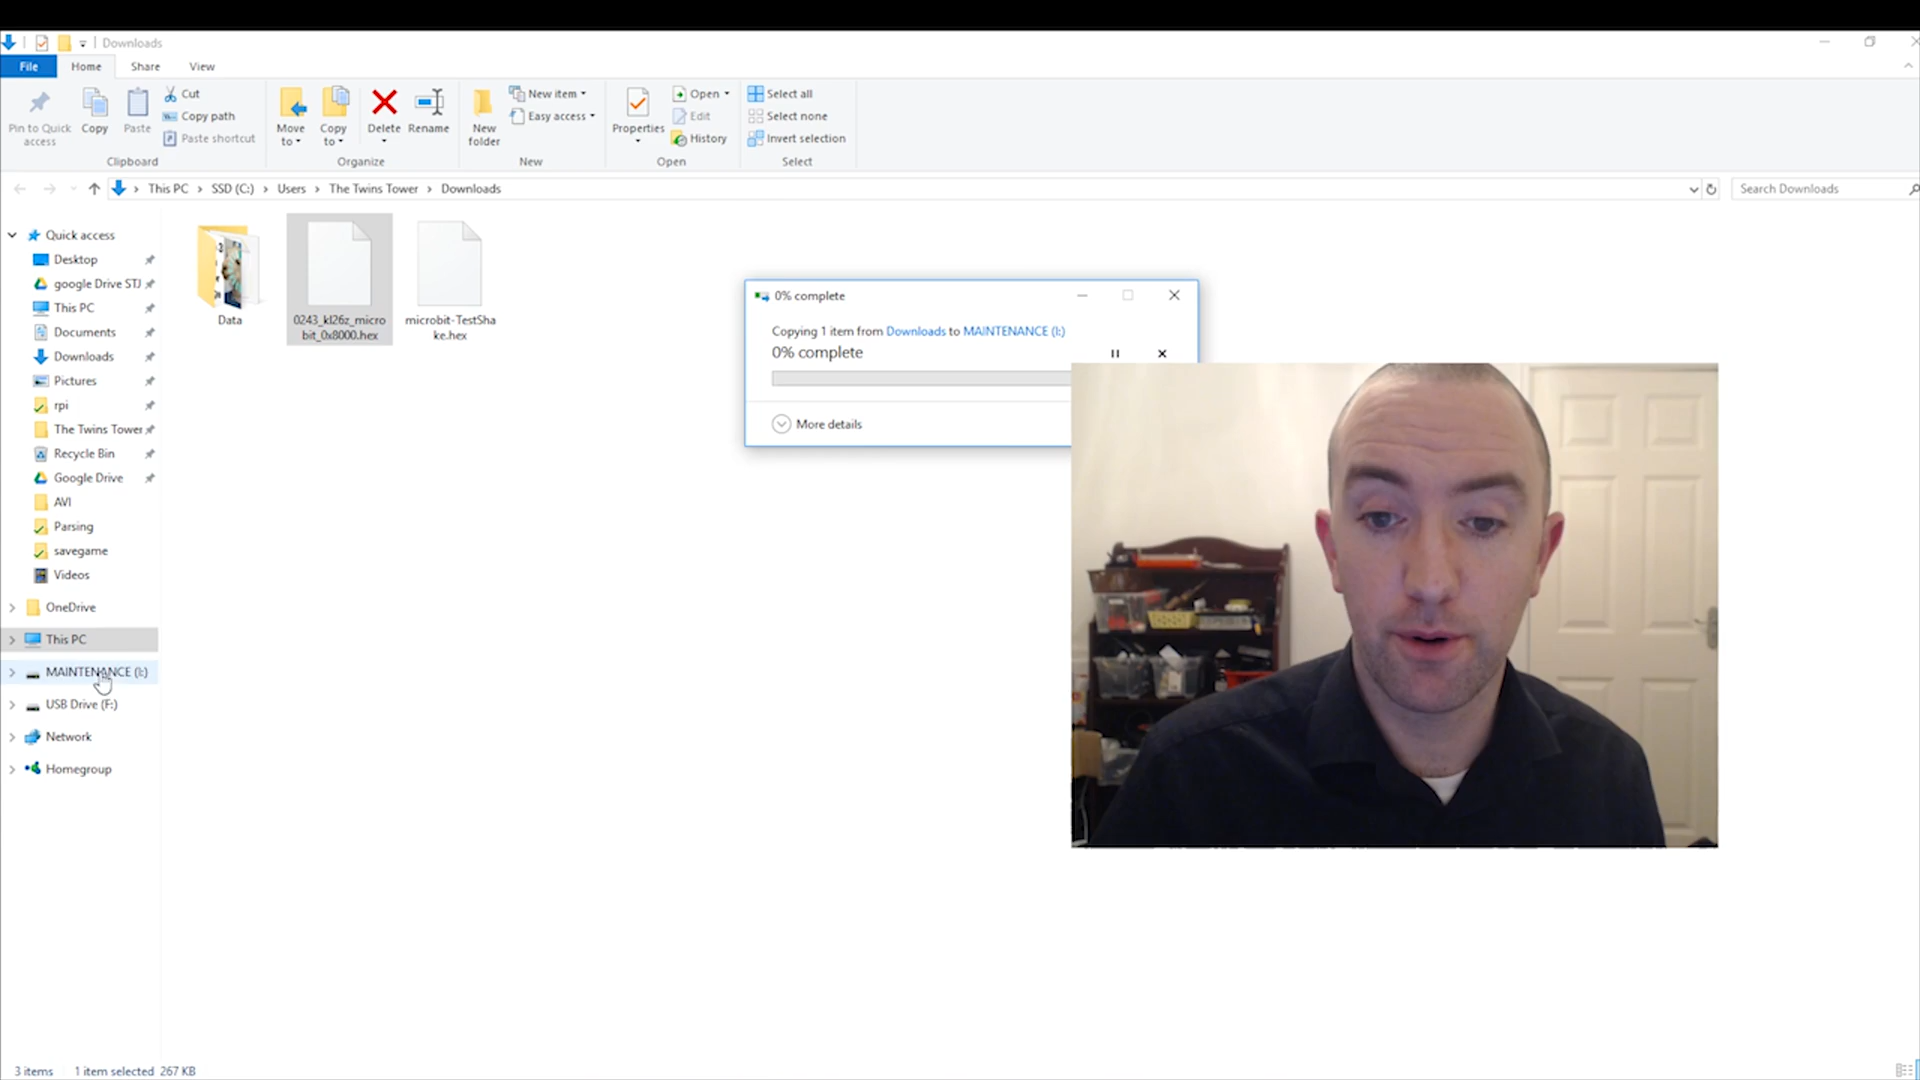 Downloads
File Home Share View
Pin to Quick access
Copy
Paste
Cut
Copy path
Paste shortcut
Clipboard
Move to
Copy to
Delete
Rename
Organize
New folder
New item
Easy access
New
Properties
Open
Edit
History
Open
Select all
Select none
Invert selection
Select
This PC > SSD (C:) > Users > The Twins Tower > Downloads
Search Downloads
Quick access
Desktop
google Drive STJ
This PC
Documents
Downloads
Pictures
rpi
The Twins Tower
Recycle Bin
Google Drive
AVI
Parsing
savegame
Videos
OneDrive
This PC
MAINTENANCE (I:)
USB Drive (F:)
Network
Homegroup
Data
0243_kl26z_micro
bit_0x8000.hex
microbit-TestSha
ke.hex
0% complete
Copying 1 item from Downloads to MAINTENANCE (I:)
0% complete
More details
3 items 1 item selected 267 KB